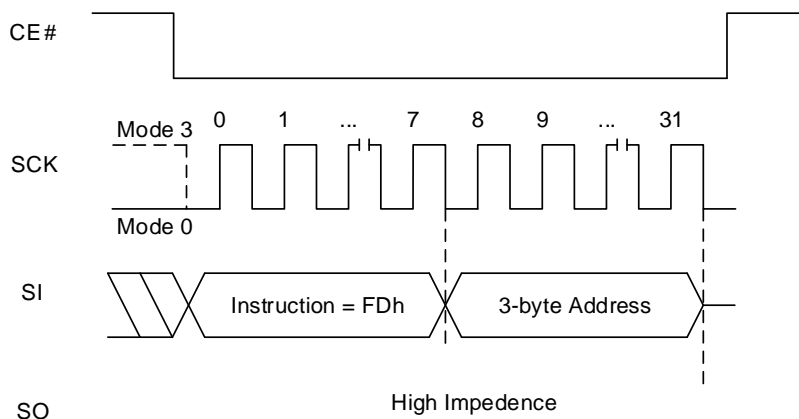 CE#
0 1 ... 7 8 9 ... 31
Mode 3
SCK
Mode 0
SI
Instruction = FDh
3-byte Address
High Impedence
SO